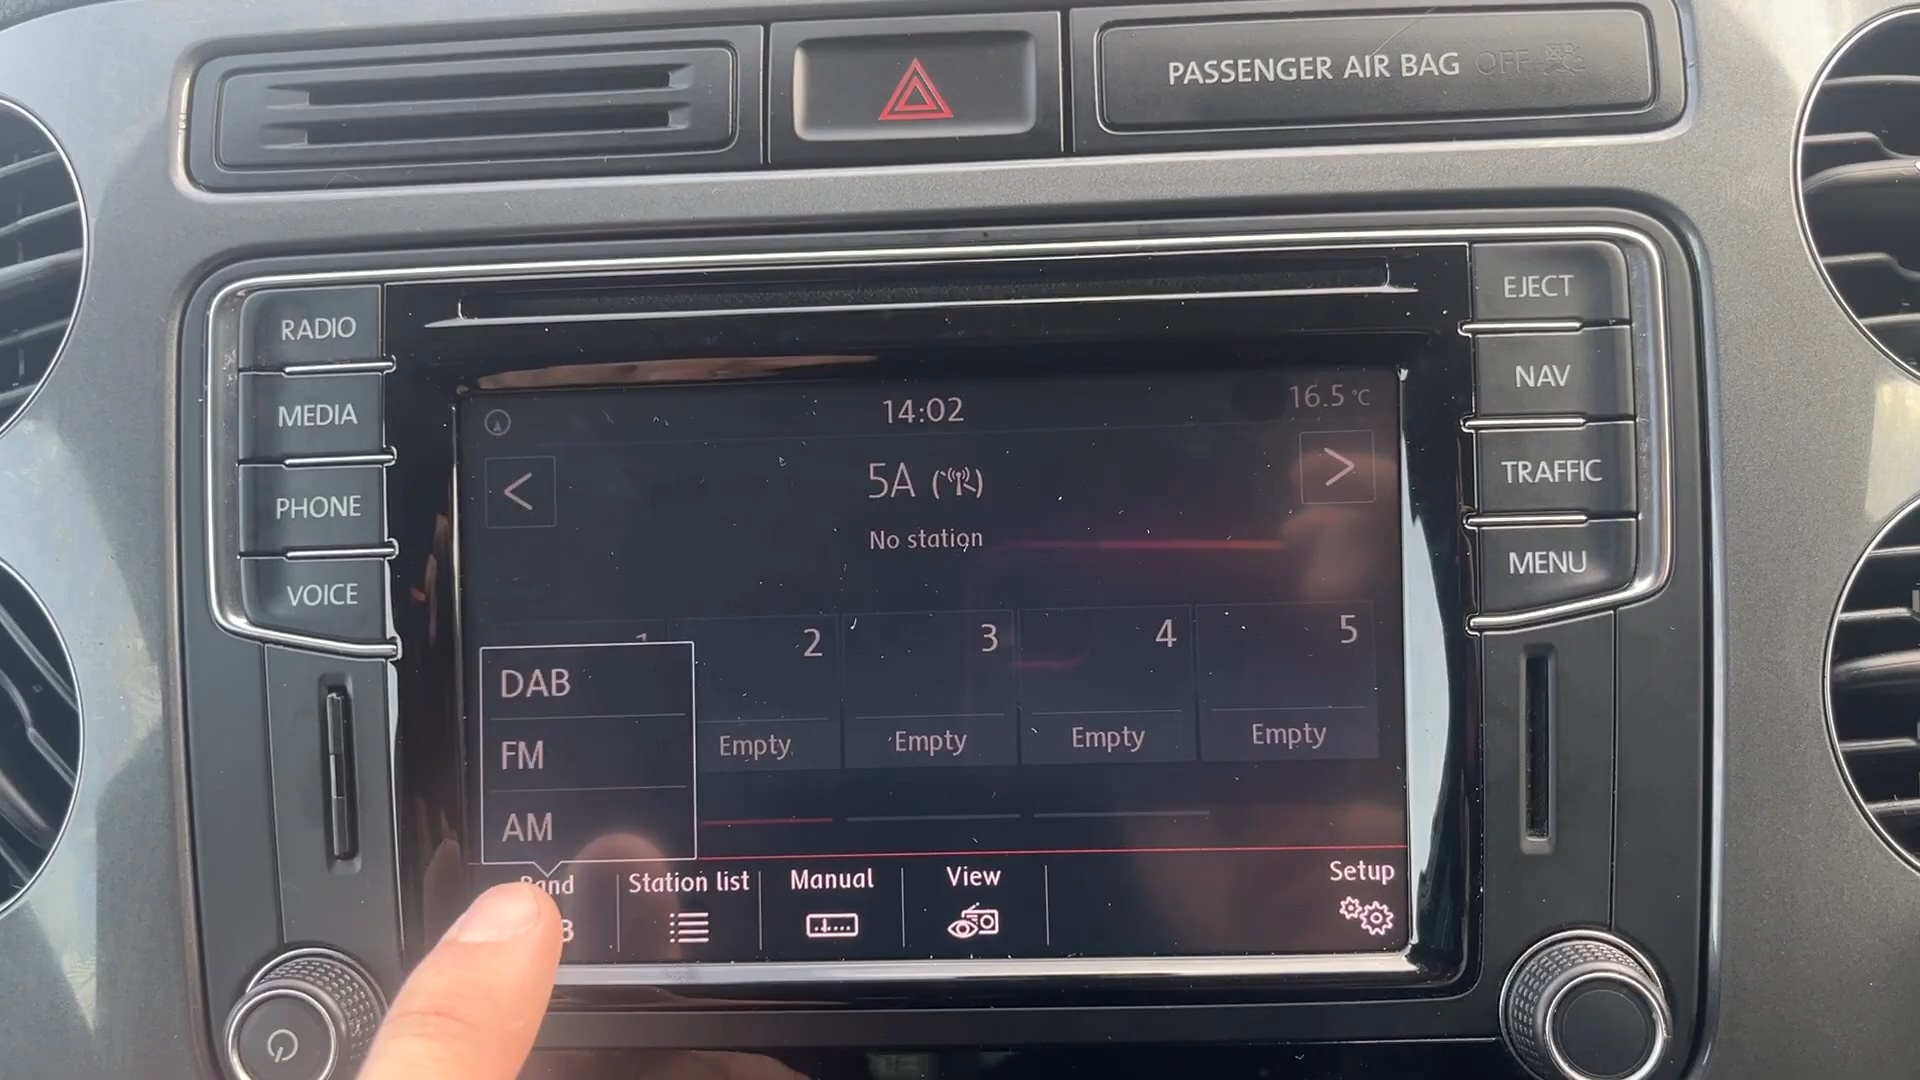 PASSENGER AIR BAG OFF
RADIO
MEDIA
PHONE
VOICE
EJECT
NAV
TRAFFIC
MENU
14:02
16.5 °C
<
5A
>
No station
1
2
3
4
5
DAB
FM
AM
Empty
Empty
Empty
Empty
Band
Station list
Manual
View
Setup